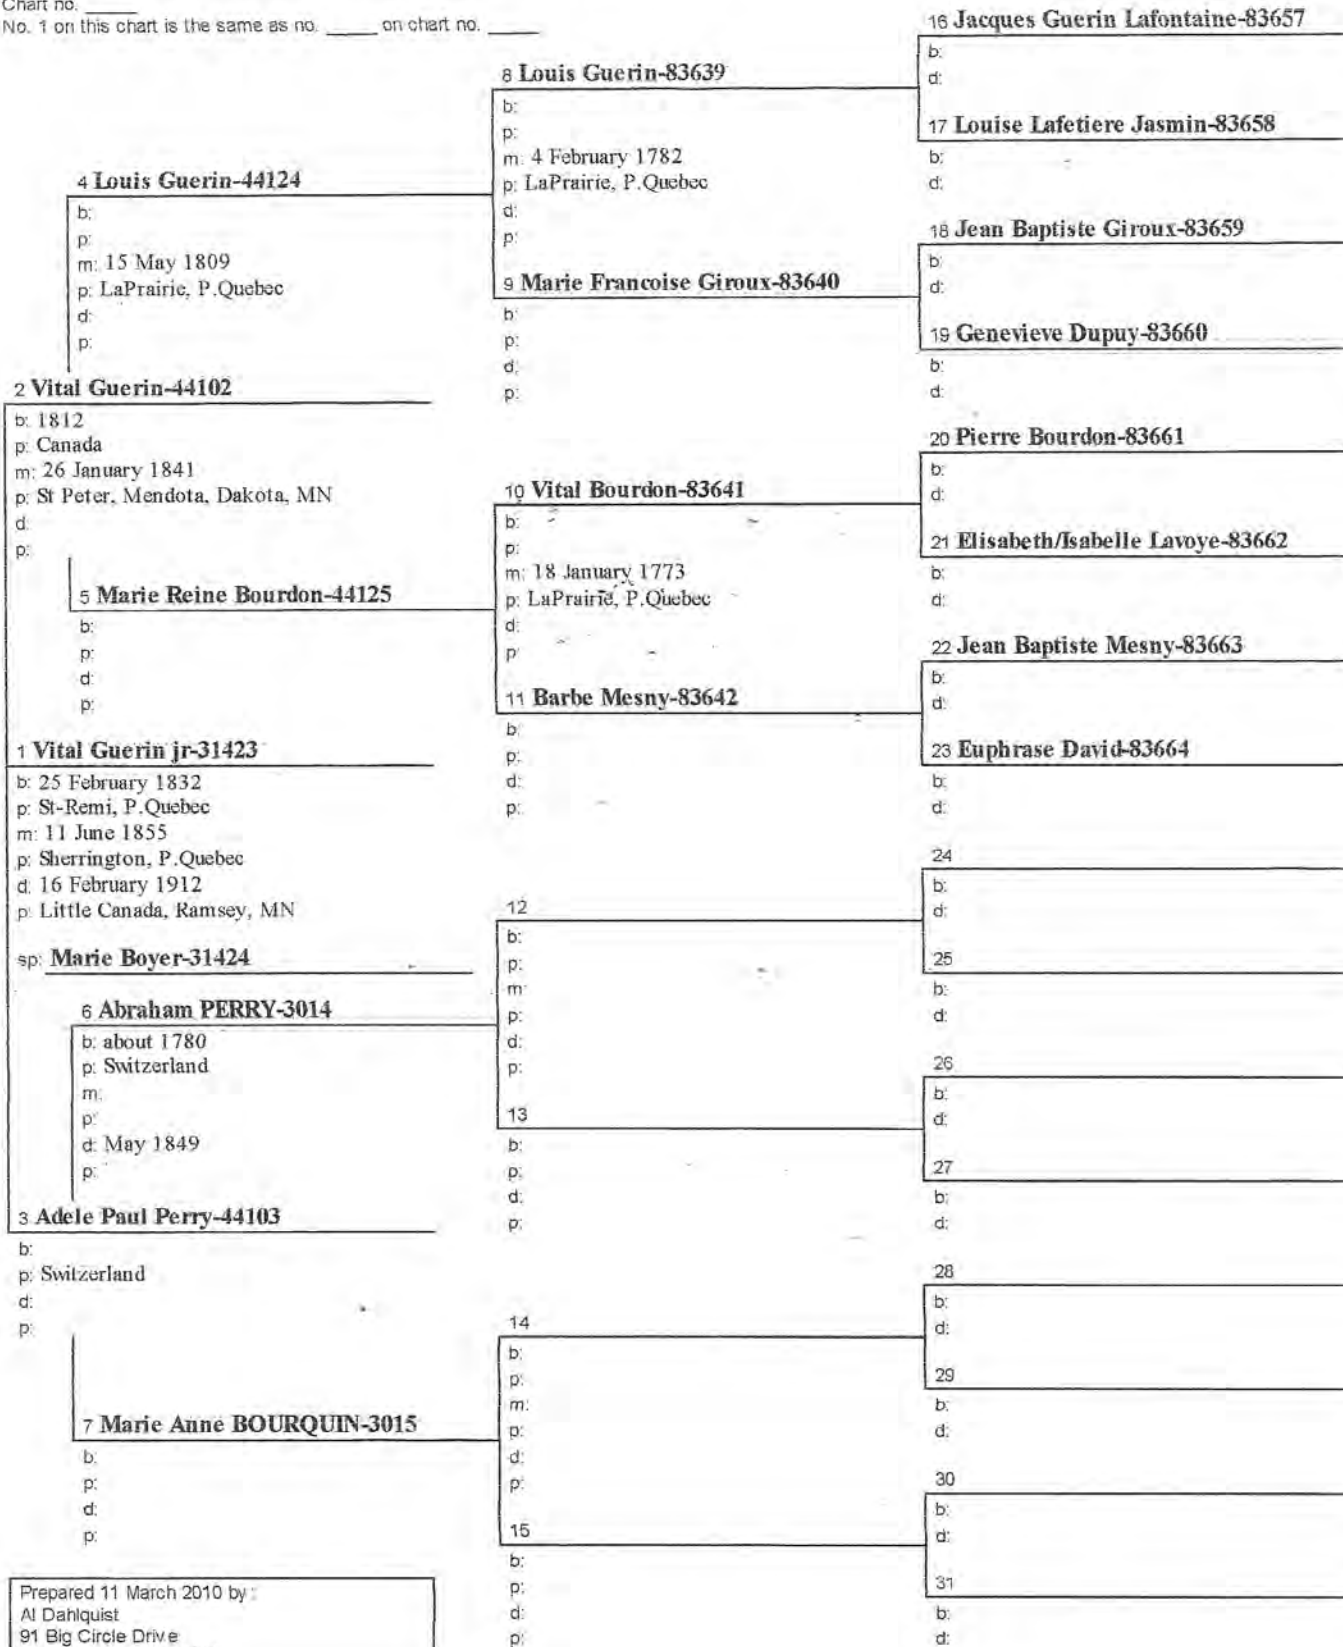 Chart no. _____
No. 1 on this chart is the same as no. _____ on chart no. _____
16 Jacques Guerin Lafontaine-83657
b:
d:
8 Louis Guerin-83639
b:
p:
m: 4 February 1782
p: LaPrairie, P.Quebec
d:
p:
17 Louise Lafetiere Jasmin-83658
b:
d:
4 Louis Guerin-44124
b:
p:
m: 15 May 1809
p: LaPrairie, P.Quebec
d:
p:
18 Jean Baptiste Giroux-83659
b:
d:
9 Marie Francoise Giroux-83640
b:
p:
d:
p:
19 Genevieve Dupuy-83660
b:
d:
2 Vital Guerin-44102
b: 1812
p: Canada
m: 26 January 1841
p: St Peter, Mendota, Dakota, MN
d:
p:
20 Pierre Bourdon-83661
b:
d:
10 Vital Bourdon-83641
b:
p:
m: 18 January 1773
p: LaPrairie, P.Quebec
d:
p:
21 Elisabeth/Isabelle Lavoye-83662
b:
d:
5 Marie Reine Bourdon-44125
b:
p:
d:
p:
22 Jean Baptiste Mesny-83663
b:
d:
11 Barbe Mesny-83642
b:
p:
d:
p:
23 Euphrase David-83664
b:
d:
1 Vital Guerin jr-31423
b: 25 February 1832
p: St-Remi, P.Quebec
m: 11 June 1855
p: Sherrington, P.Quebec
d: 16 February 1912
p: Little Canada, Ramsey, MN
sp: Marie Boyer-31424
24
b:
d:
12
b:
p:
m:
p:
d:
p:
25
b:
d:
6 Abraham PERRY-3014
b: about 1780
p: Switzerland
m:
p:
d: May 1849
p:
26
b:
d:
13
b:
p:
d:
p:
27
b:
d:
3 Adele Paul Perry-44103
b:
p: Switzerland
d:
p:
28
b:
d:
14
b:
p:
m:
p:
d:
p:
29
b:
d:
7 Marie Anne BOURQUIN-3015
b:
p:
d:
p:
30
b:
d:
15
b:
p:
d:
p:
31
b:
d:
Prepared 11 March 2010 by :
Al Dahlquist
91 Big Circle Drive